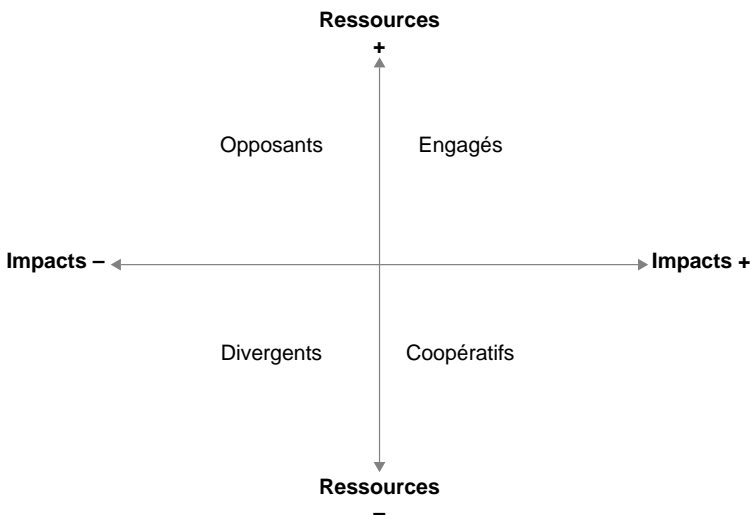 Ressources
+
Opposants Engagés
Impacts – Impacts +
Divergents Coopératifs
Ressources
–